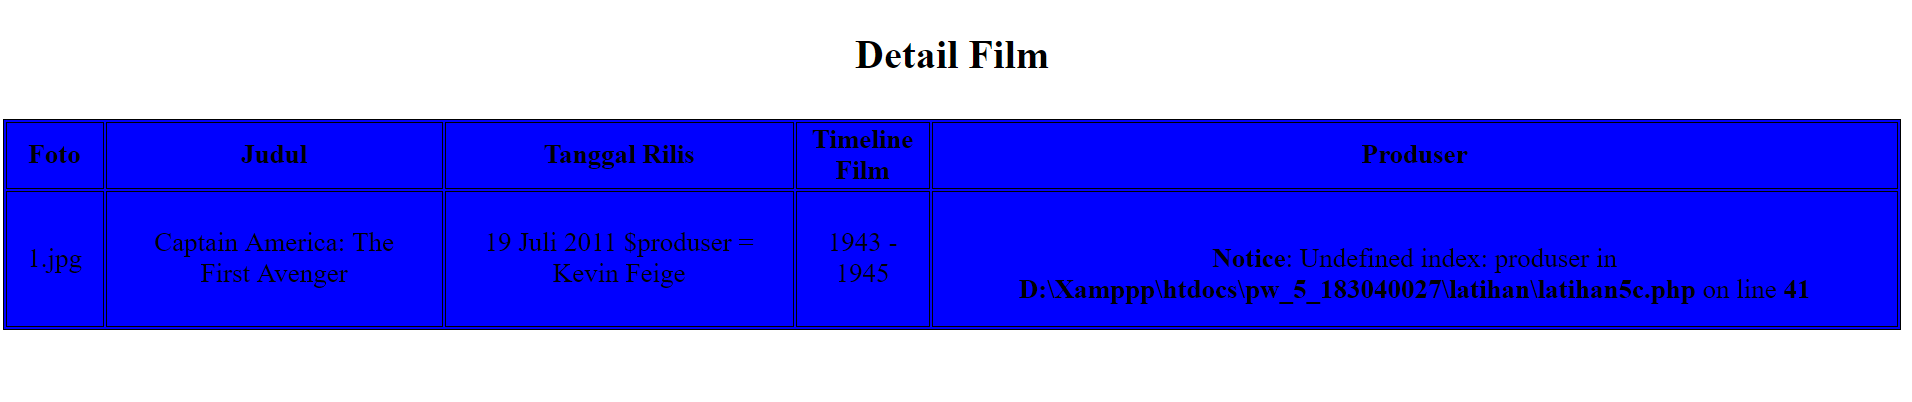 Detail Film
Foto
Judul
Tanggal Rilis
Timeline
Film
Produser
1.jpg
Captain America: The
First Avenger
19 Juli 2011 $produser –
Kevin Feige
1943 -
1945
Notice: Undefined index: produser in
D:\Xamppp\htdocs\pw_5_183040027\latihan\latihan5c.php on line 41